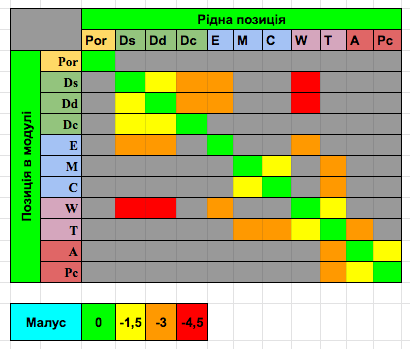 Рідна позиція
Por Ds Dd Dc E M C W T A Pc
Позиція в модулі
Por
Ds
Dd
Dc
E
M
C
W
T
A
Pc
Малус 0 -1,5 -3 -4,5